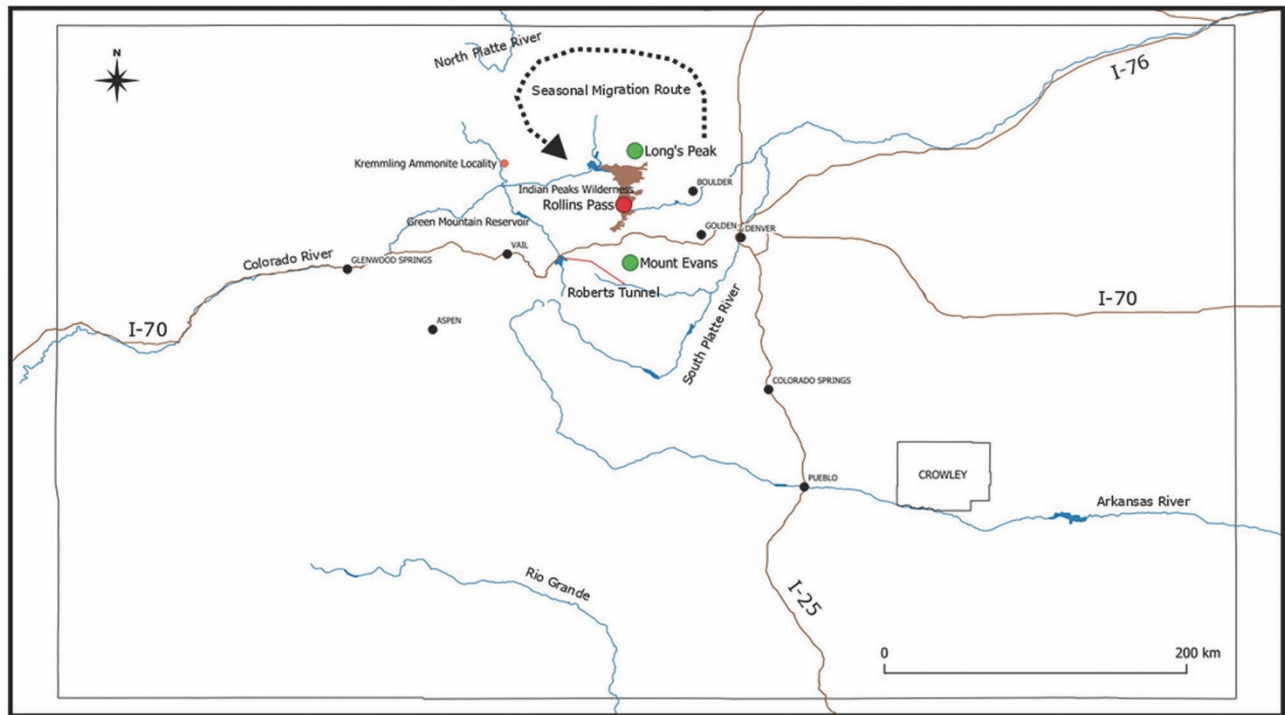 North Platte River
N
I-76
Seasonal Migration Route
Long's Peak
Kremmling Ammonite Locality
BOULDER
Indian Peaks Wilderness
Rollins Pass
Green Mountain Reservoir
GOLDEN
DENVER
VAIL
Colorado River
GLENWOOD SPRINGS
Mount Evans
Roberts Tunnel
I-70
I-70
ASPEN
South Platte River
COLORADO SPRINGS
CROWLEY
PUEBLO
Arkansas River
Rio Grande
I-25
0 200 km